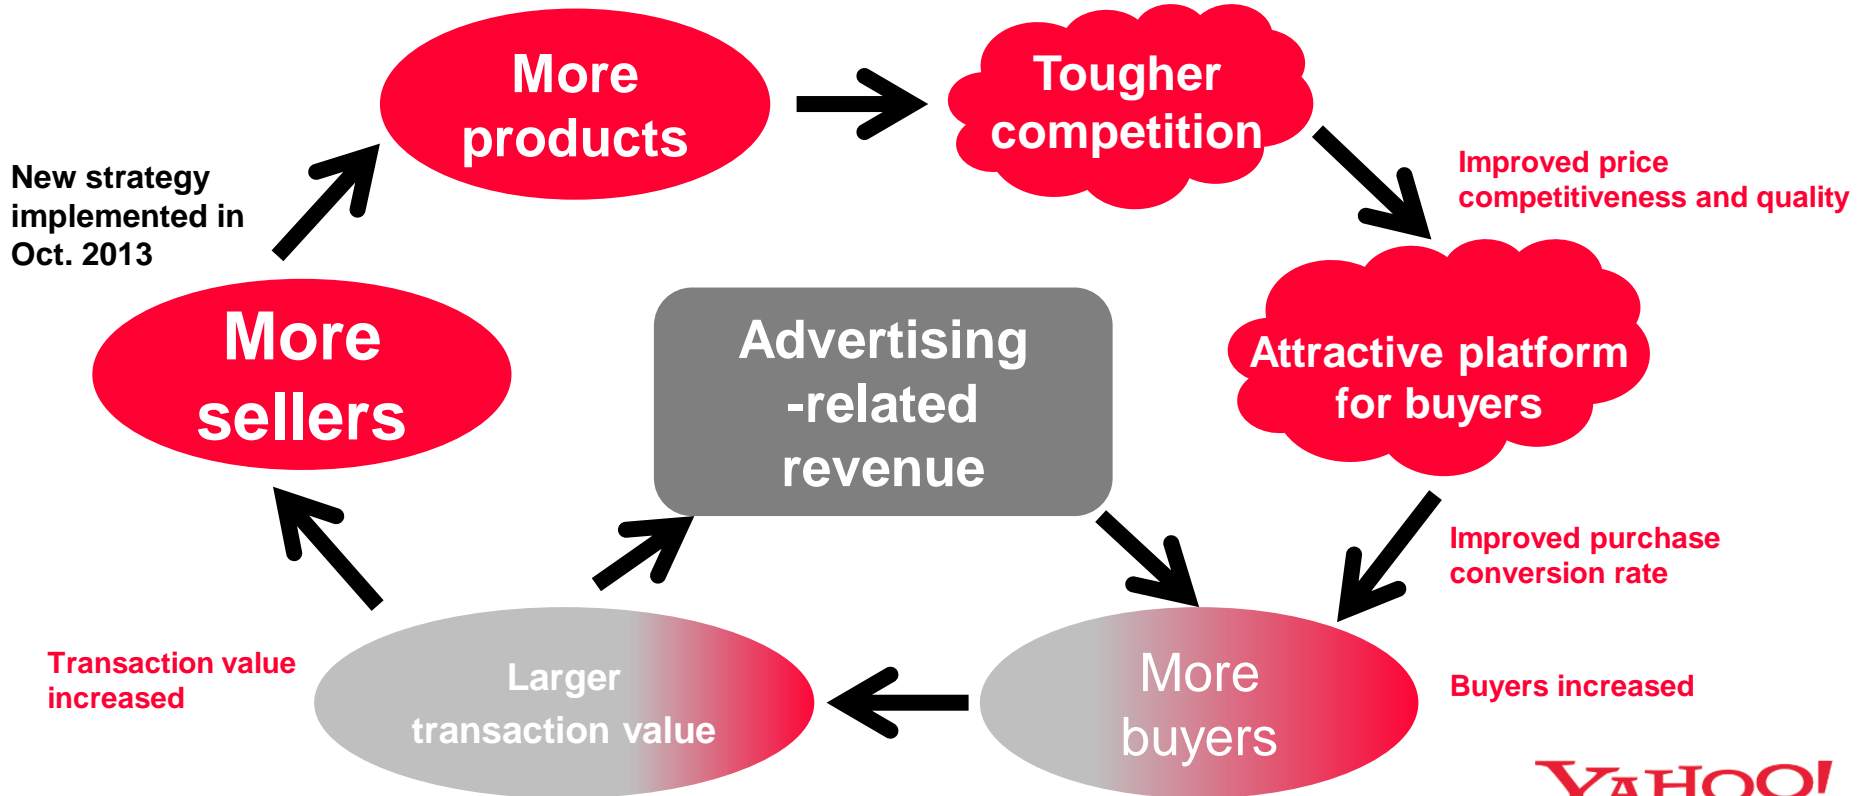 More
products
Tougher
competition
New strategy
implemented in
Oct. 2013
Improved price
competitiveness and quality
More
sellers
Advertising
-related
revenue
Attractive platform
for buyers
Improved purchase
conversion rate
Transaction value
increased
Larger
transaction value
More
buyers
Buyers increased
YAHOO!